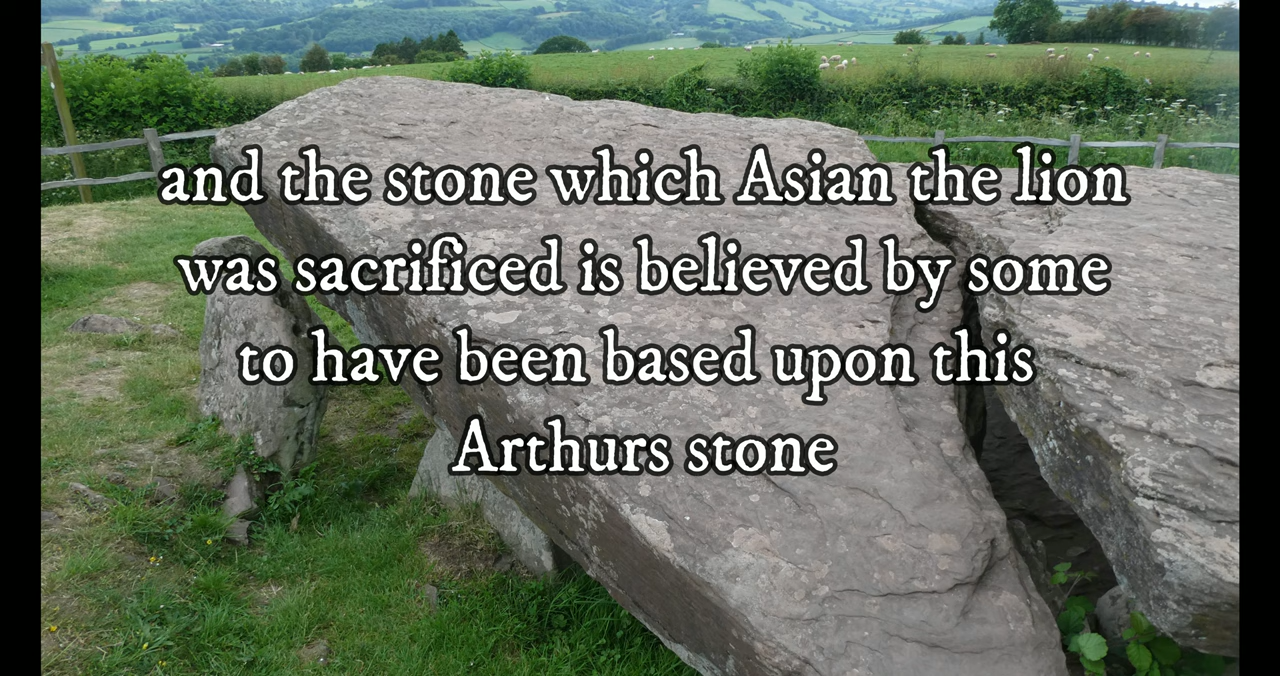 and the stone which Asian the lion
was sacrificed is believed by some
to have been based upon this
Arthurs stone